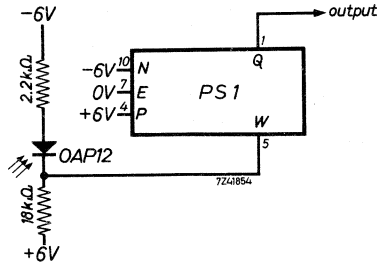 -6V
2.2kΩ
OAP12
18kΩ
+6V
-6V 10 N
0V 7 E
+6V 4 P
PS1
Q
1
output
W
5
7Z41854